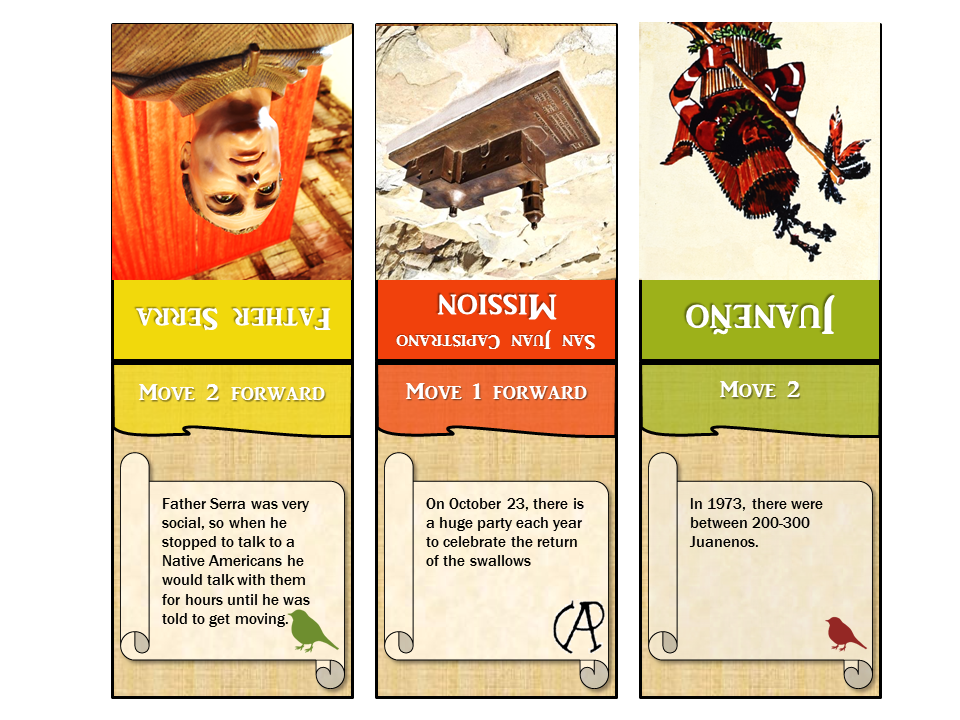 Father Serra
Move 2 forward
Father Serra was very
social, so when he
stopped to talk to a
Native Americans he
would talk with them
for hours until he was
told to get moving.
Mission
San Juan Capistrano
Move 1 forward
On October 23, there is
a huge party each year
to celebrate the return
of the swallows
Juaneño
Move 2
In 1973, there were
between 200-300
Juanenos.